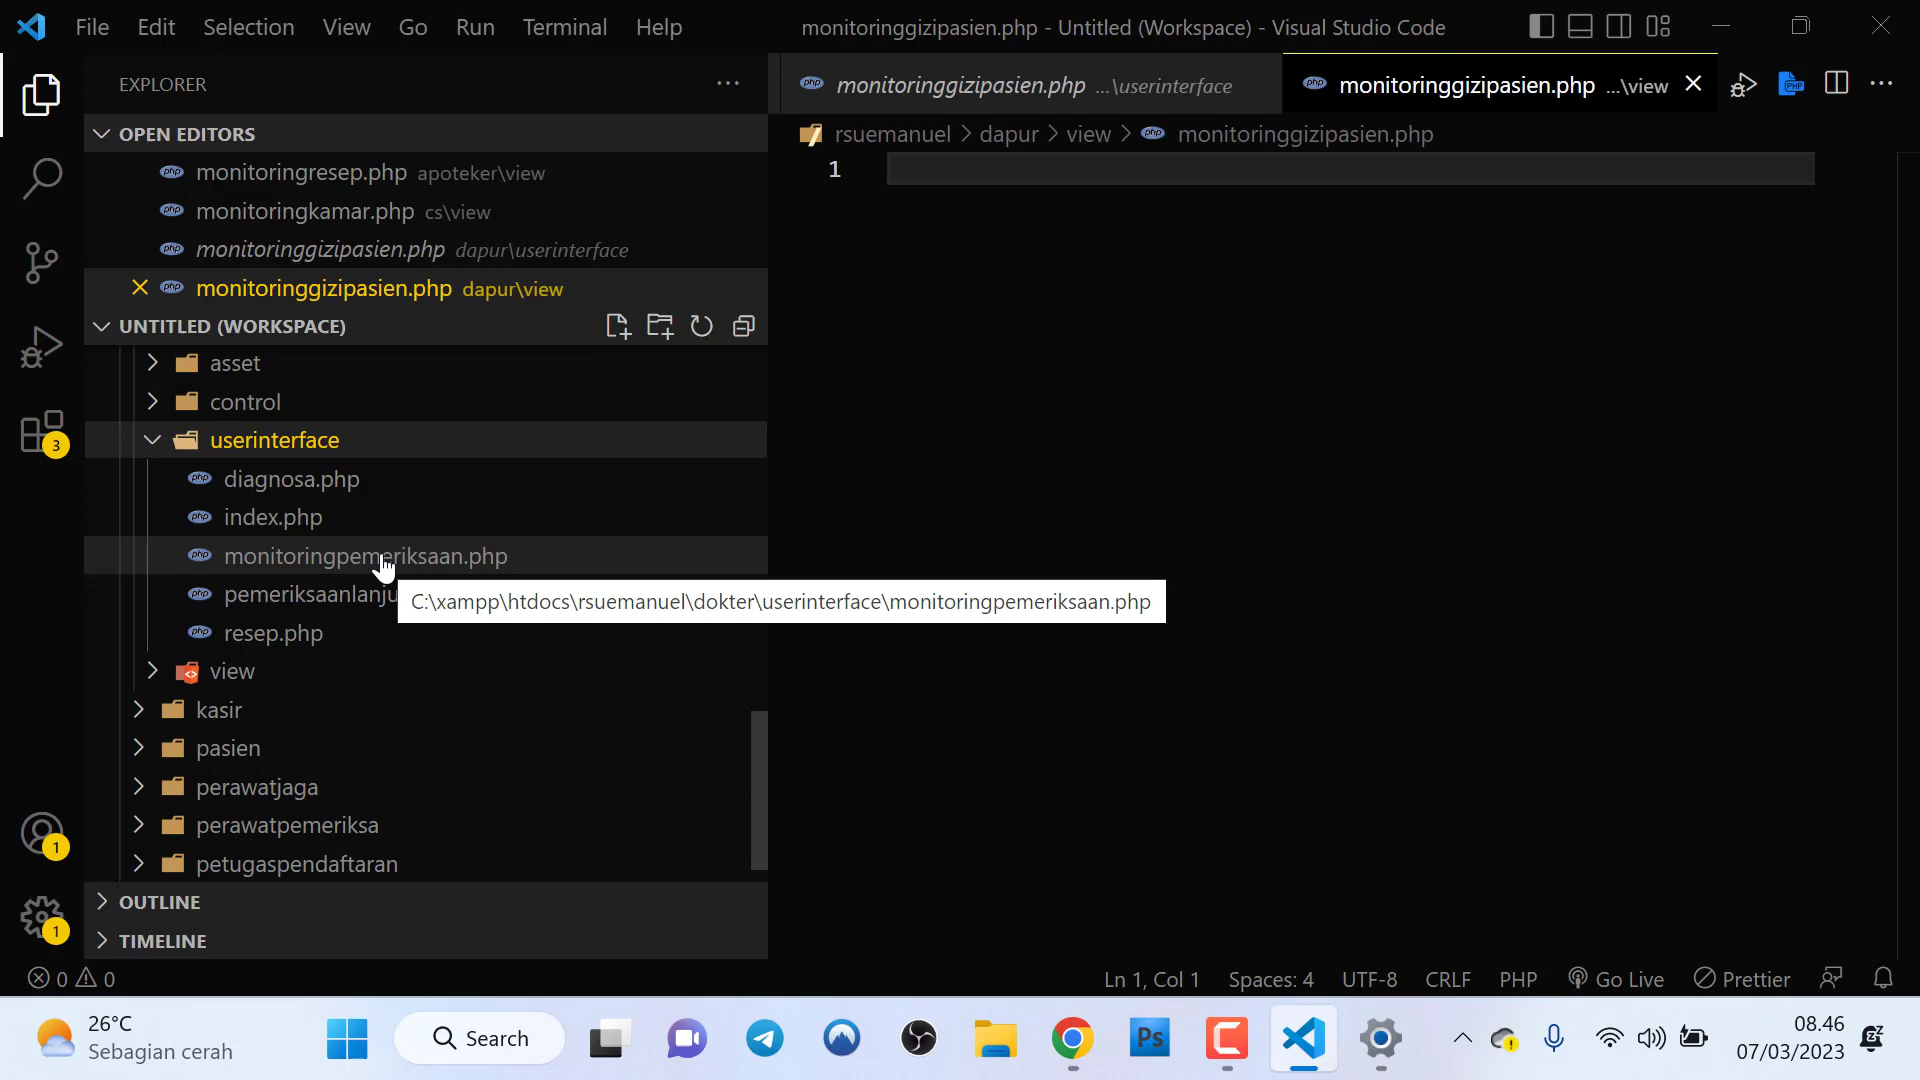 File Edit Selection View Go Run Terminal Help
monitoringgizipasien.php - Untitled (Workspace) - Visual Studio Code
EXPLORER
monitoringgizipasien.php ...\userinterface
monitoringgizipasien.php ...\view
OPEN EDITORS
rsuemanuel > dapur > view > monitoringgizipasien.php
1
monitoringresep.php apoteker\view
monitoringkamar.php cs\view
monitoringgizipasien.php dapur\userinterface
monitoringgizipasien.php dapur\view
UNTITLED (WORKSPACE)
asset
control
userinterface
diagnosa.php
index.php
monitoringpemeriksaan.php
pemeriksaanlanju
C:\xampp\htdocs\rsuemanuel\dokter\userinterface\monitoringpemeriksaan.php
resep.php
view
kasir
pasien
perawatjaga
perawatpemeriksa
petugaspendaftaran
OUTLINE
TIMELINE
3
1
1
0 0
Ln 1, Col 1 Spaces: 4 UTF-8 CRLF PHP Go Live Prettier
26°C
Sebagian cerah
Search
Ps
08.46
07/03/2023